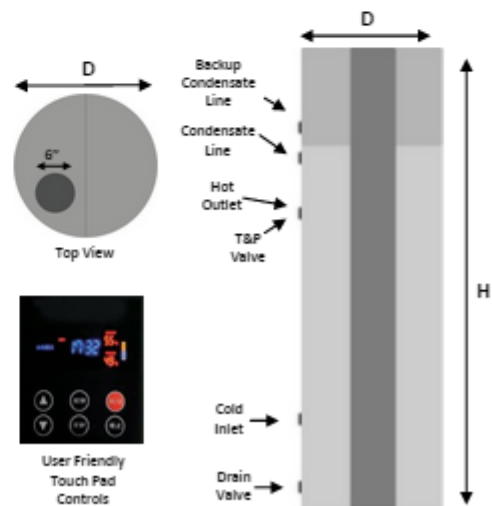 D
6"
Top View
User Friendly
Touch Pad
Controls
D
Backup
Condensate
Line
Condensate
Line
Hot
Outlet
T&P
Valve
H
Cold
Inlet
Drain
Valve